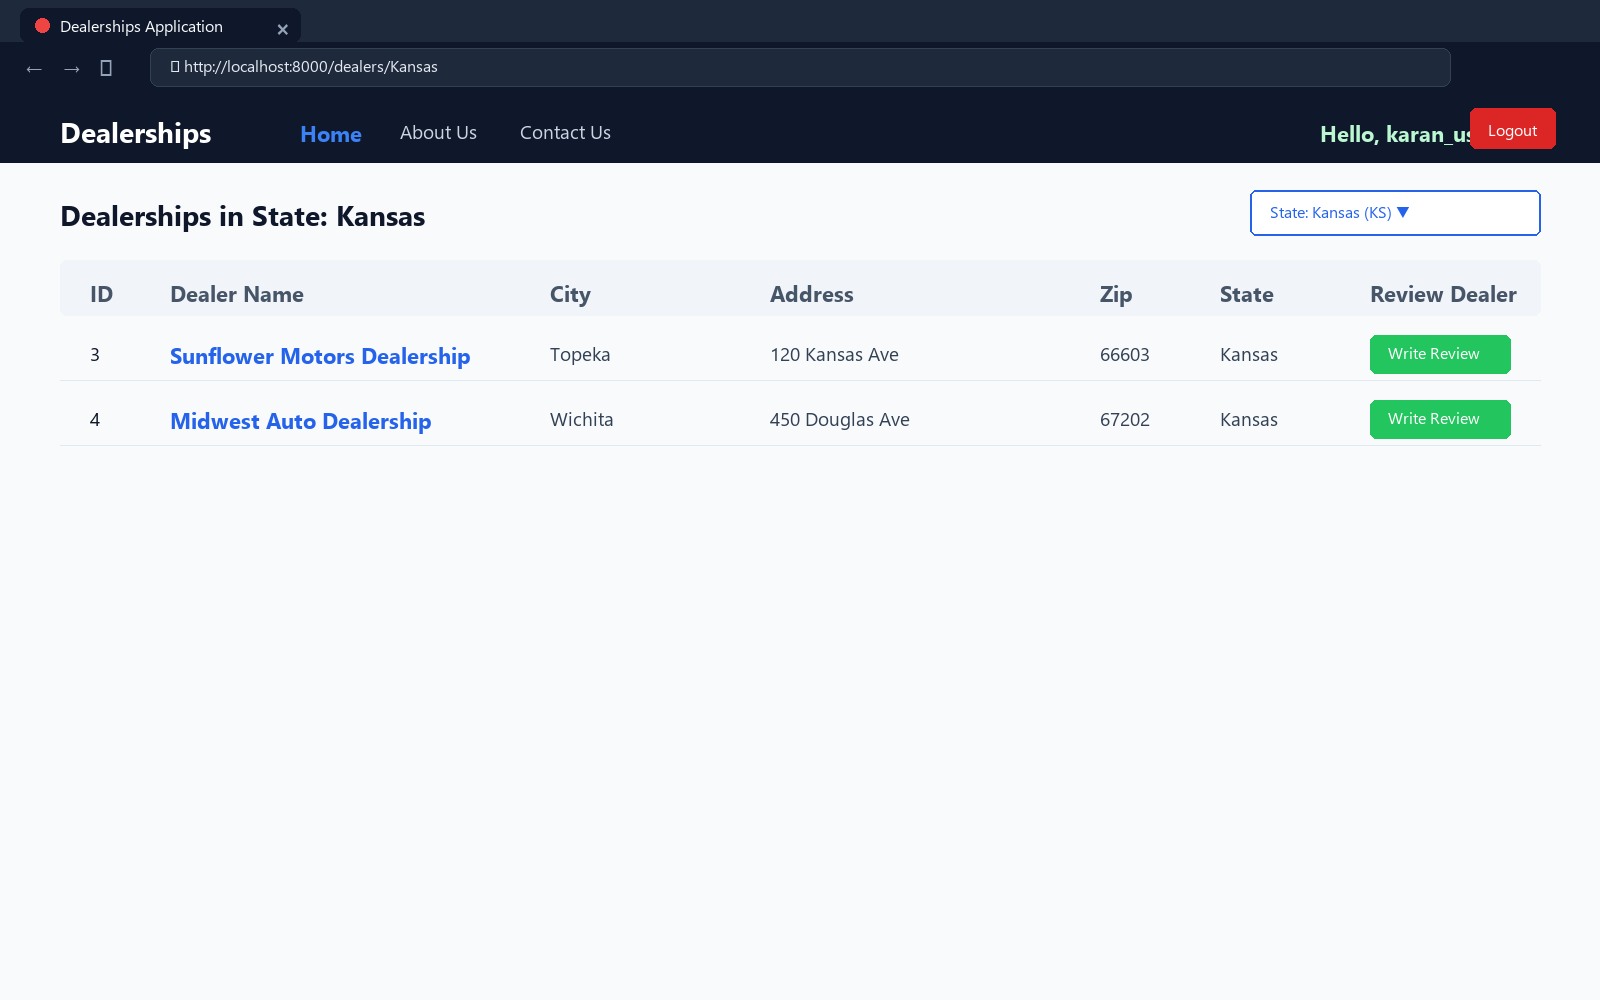 Dealerships Application ×
← → http://localhost:8000/dealers/Kansas
Dealerships Home About Us Contact Us Hello, karan_us Logout
Dealerships in State: Kansas State: Kansas (KS) ▼
ID Dealer Name City Address Zip State Review Dealer
3 Sunflower Motors Dealership Topeka 120 Kansas Ave 66603 Kansas Write Review
4 Midwest Auto Dealership Wichita 450 Douglas Ave 67202 Kansas Write Review